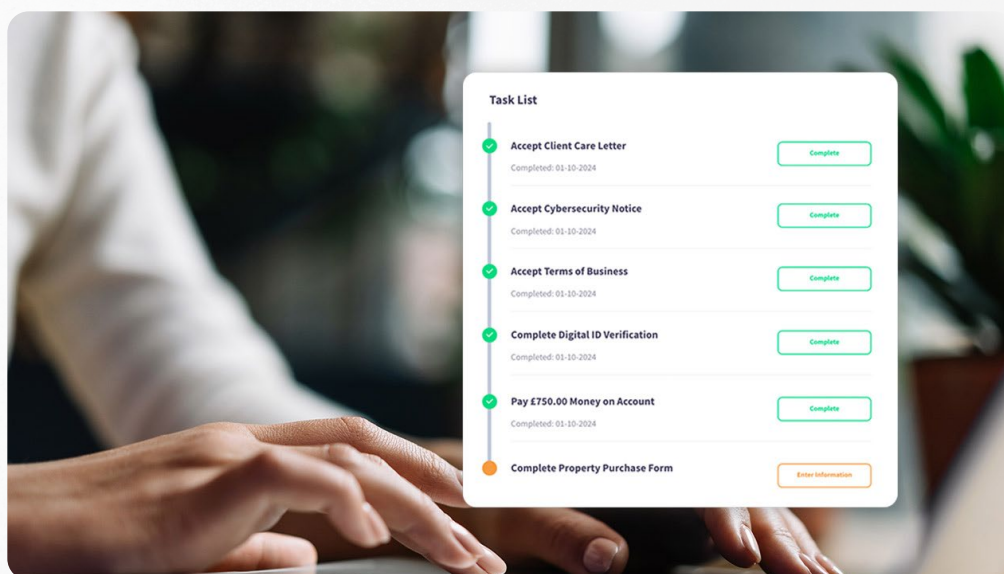 Task List
Accept Client Care Letter
Complete
Completed: 01-10-2024
Accept Cybersecurity Notice
Complete
Completed: 01-10-2024
Accept Terms of Business
Complete
Completed: 01-10-2024
Complete Digital ID Verification
Complete
Completed: 01-10-2024
Pay £750.00 Money on Account
Complete
Completed: 01-10-2024
Complete Property Purchase Form
Enter Information